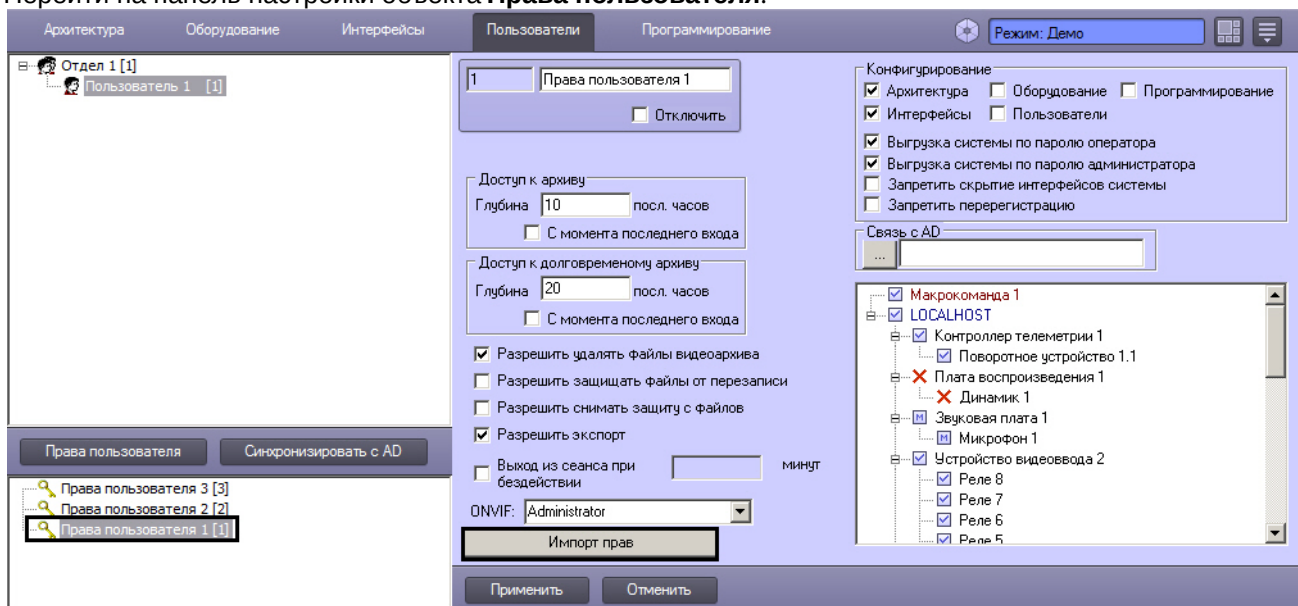 Перейти на панель настройки объекта Права пользователя.
Архитектура Оборудование Интерфейсы Пользователи Программирование Режим: Демо
Отдел 1 [1]
Пользователь 1 [1]
Права пользователя Синхронизировать с AD
Права пользователя 3 [3]
Права пользователя 2 [2]
Права пользователя 1 [1]
1 Права пользователя 1
Отключить
Доступ к архиву
Глубина 10 посл. часов
С момента последнего входа
Доступ к долговременому архиву
Глубина 20 посл. часов
С момента последнего входа
Разрешить удалять файлы видеоархива
Разрешить защищать файлы от перезаписи
Разрешить снимать защиту с файлов
Разрешить экспорт
Выход из сеанса при минут
бездействии
ONVIF: Administrator
Импорт прав
Применить Отменить
Конфигурирование
Архитектура Оборудование Программирование
Интерфейсы Пользователи
Выгрузка системы по паролю оператора
Выгрузка системы по паролю администратора
Запретить скрытие интерфейсов системы
Запретить перерегистрацию
Связь с AD
...
Макрокоманда 1
LOCALHOST
Контроллер телеметрии 1
Поворотное устройство 1.1
Плата воспроизведения 1
Динамик 1
М Звуковая плата 1
М Микрофон 1
Устройство видеоввода 2
Реле 8
Реле 7
Реле 6
Реле 5